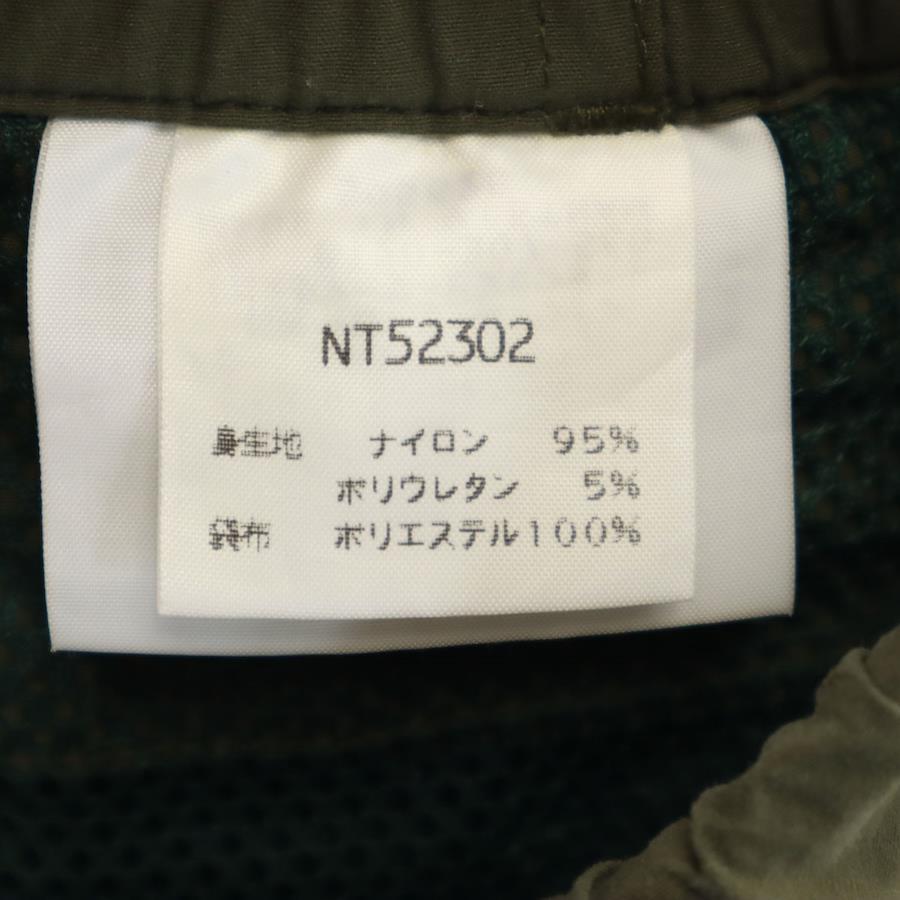 NT52302
身生地 ナイロン 95%
ポリウレタン 5%
袋布 ポリエステル100%